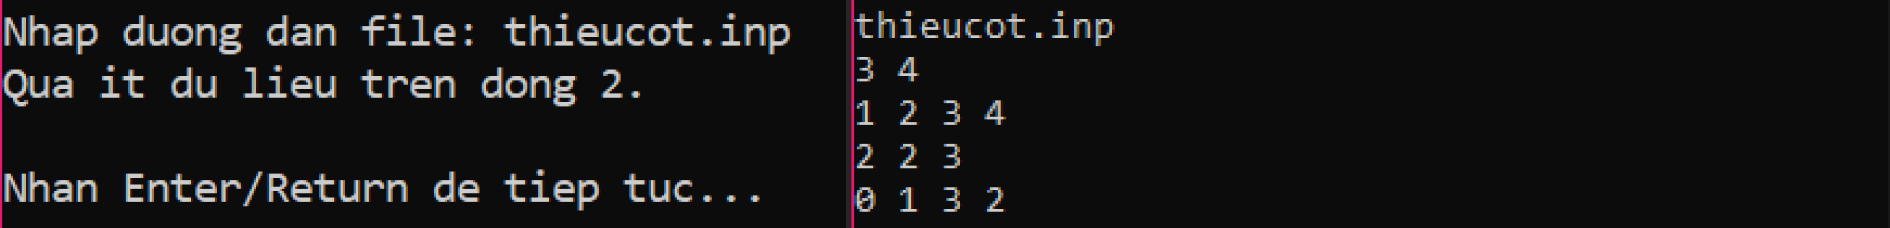 Nhap duong dan file: thieucot.inp
Qua it du lieu tren dong 2.
Nhan Enter/Return de tiep tuc...
thieucot.inp
3 4
1 2 3 4
2 2 3
0 1 3 2